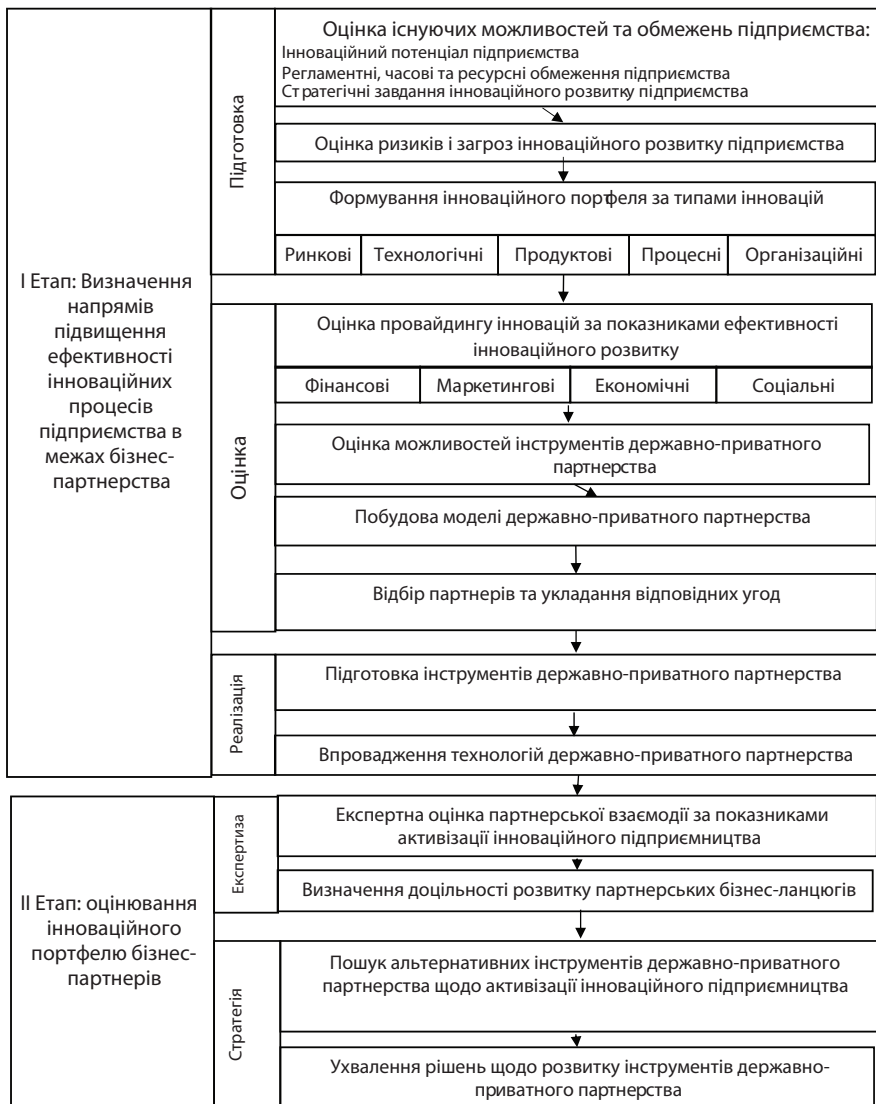 Оцінка існуючих можливостей та обмежень підприємства:
Інноваційний потенціал підприємства
Регламентні, часові та ресурсні обмеження підприємства
Стратегічні завдання інноваційного розвитку підприємства
Підготовка
Оцінка ризиків і загроз інноваційного розвитку підприємства
Формування інноваційного портфеля за типами інновацій
Ринкові Технологічні Продуктові Процесні Організаційні
І Етап: Визначення
напрямів
підвищення
ефективності
інноваційних
процесів
підприємства в
межах бізнес-
партнерства
Оцінка
Оцінка провайдингу інновацій за показниками ефективності
інноваційного розвитку
Фінансові Маркетингові Економічні Соціальні
Оцінка можливостей інструментів державно-приватного
партнерства
Побудова моделі державно-приватного партнерства
Відбір партнерів та укладання відповідних угод
Реалізація
Підготовка інструментів державно-приватного партнерства
Впровадження технологій державно-приватного партнерства
ІІ Етап: оцінювання
інноваційного
портфелю бізнес-
партнерів
Експертиза
Експертна оцінка партнерської взаємодії за показниками
активізації інноваційного підприємництва
Визначення доцільності розвитку партнерських бізнес-ланцюгів
Стратегія
Пошук альтернативних інструментів державно-приватного
партнерства щодо активізації інноваційного підприємництва
Ухвалення рішень щодо розвитку інструментів державно-
приватного партнерства